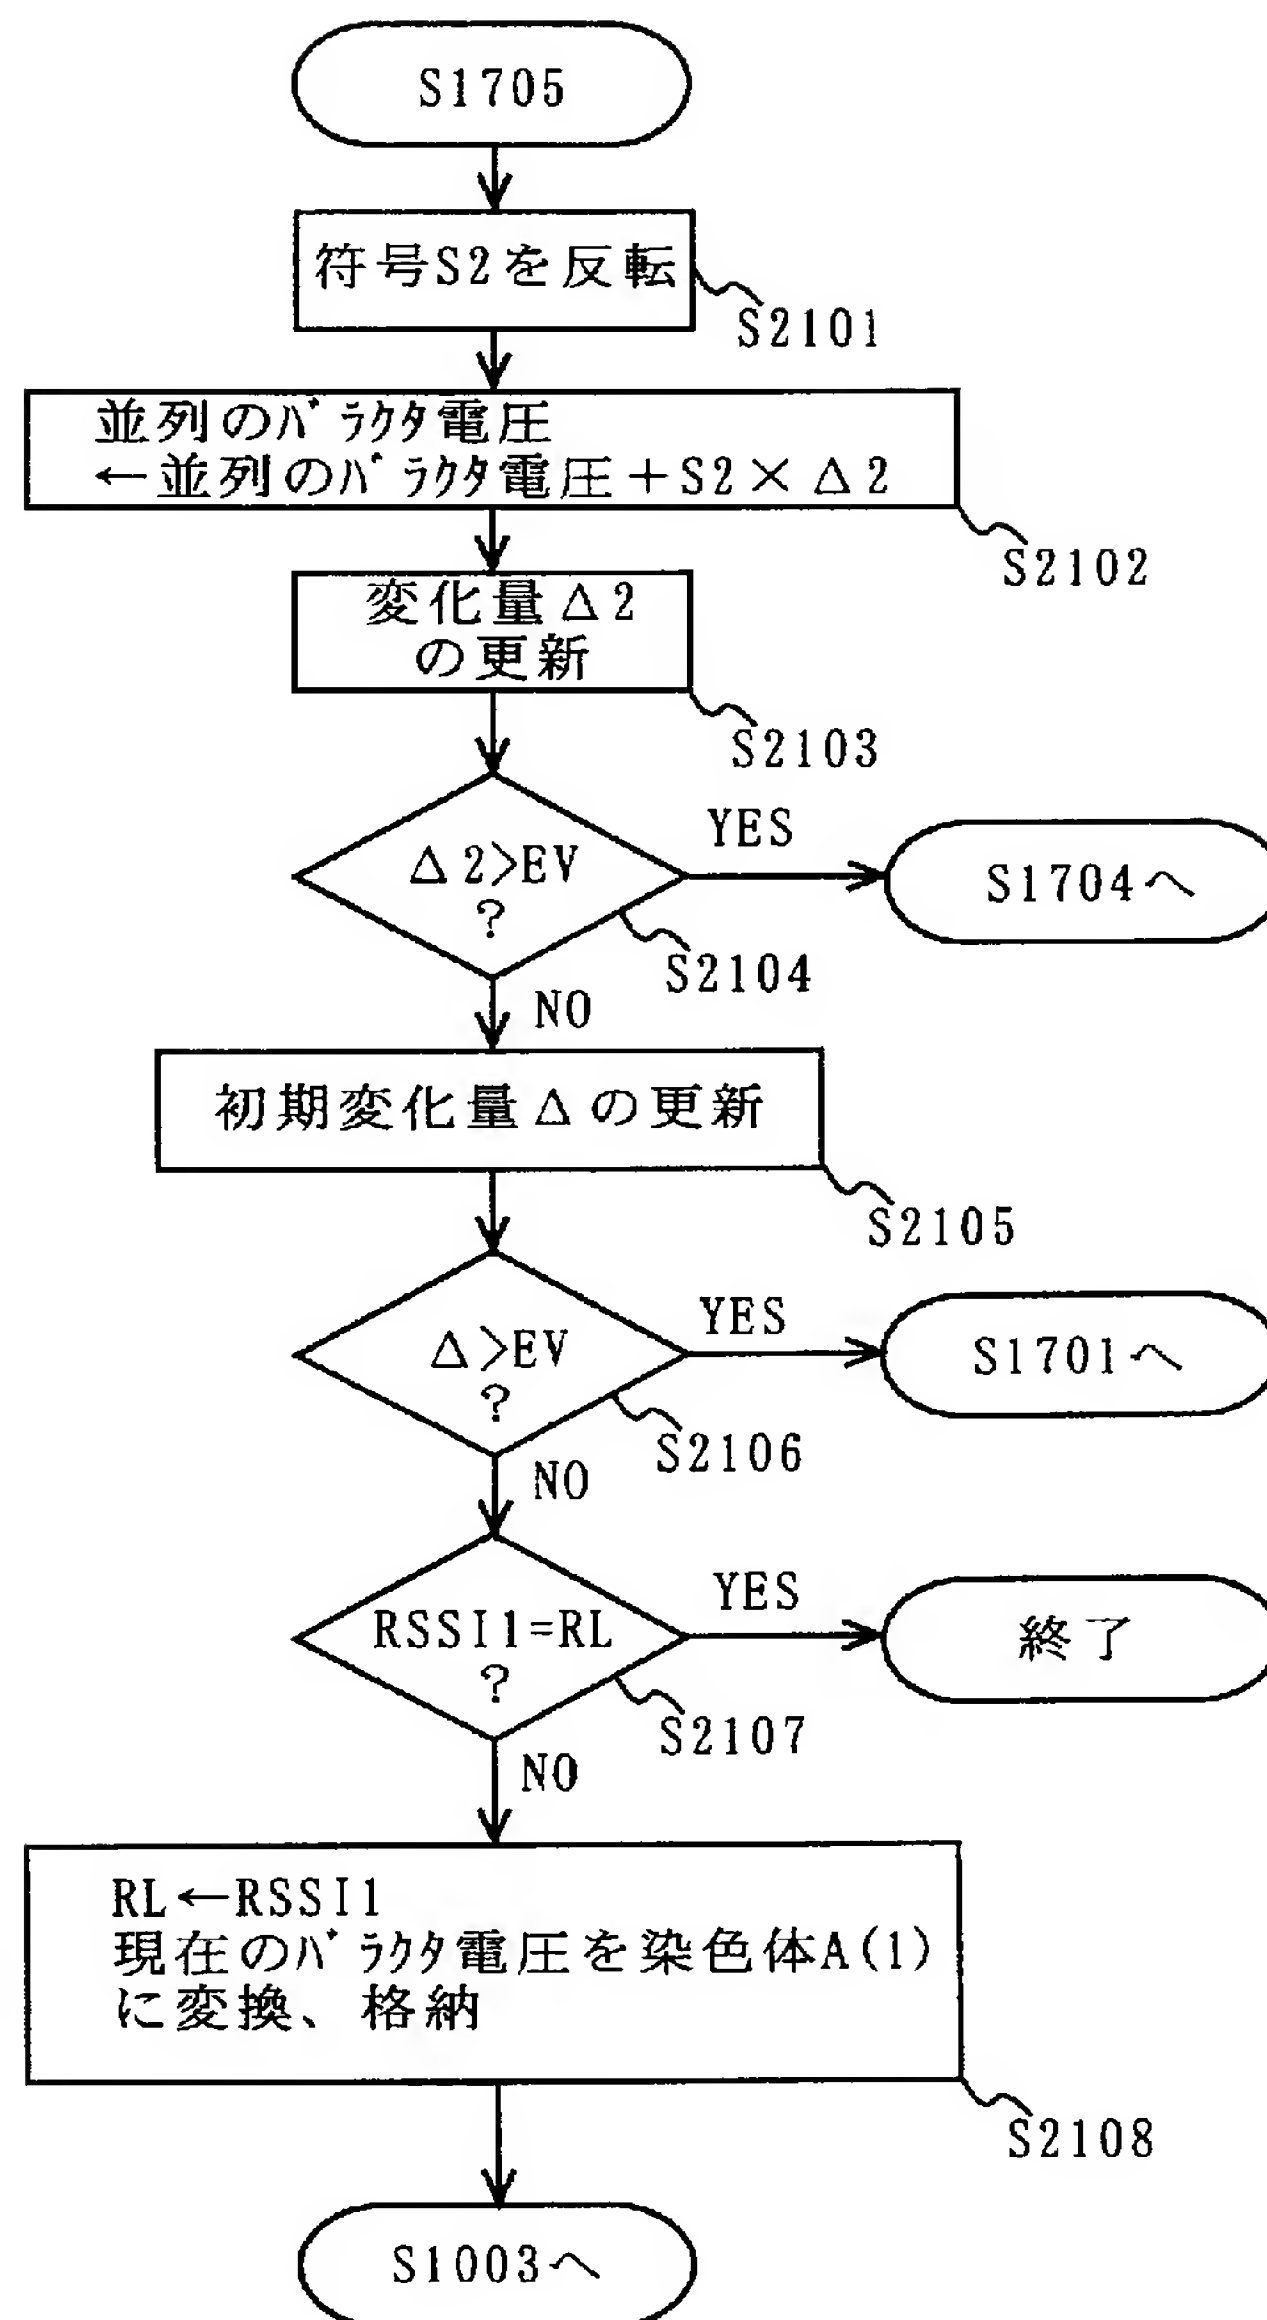 S1705
符号S2を反転
S2101
並列のﾊﾞﾗｸﾀ電圧
←並列のﾊﾞﾗｸﾀ電圧＋S2×Δ2
S2102
変化量Δ2
の更新
S2103
Δ2>EV
?
YES
S1704へ
S2104
NO
初期変化量Δの更新
S2105
Δ>EV
?
YES
S1701へ
S2106
NO
RSSI1=RL
?
YES
終了
S2107
NO
RL←RSSI1
現在のﾊﾞﾗｸﾀ電圧を染色体A(1)
に変換、格納
S2108
S1003へ